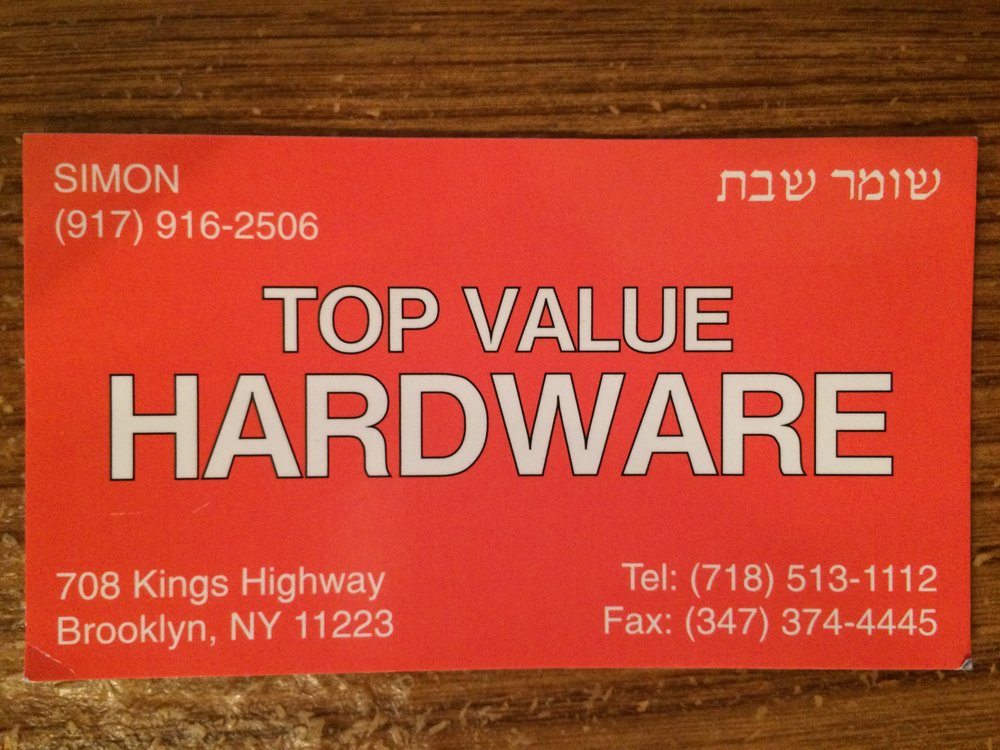 SIMON
(917) 916-2506
שומר שבת
TOP VALUE
HARDWARE
708 Kings Highway
Brooklyn, NY 11223
Tel: (718) 513-1112
Fax: (347) 374-4445